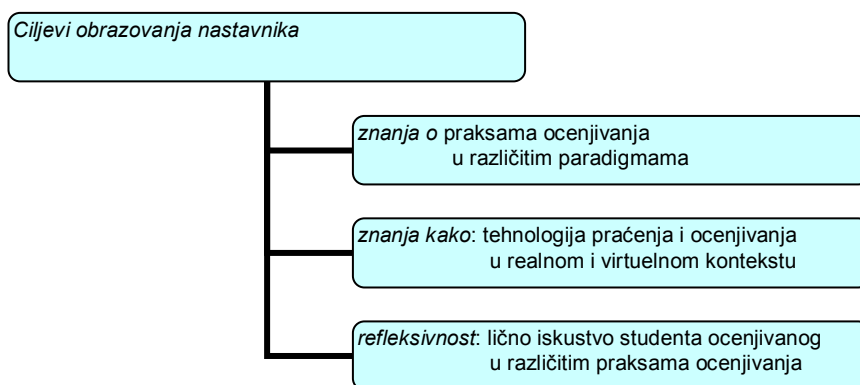 Ciljevi obrazovanja nastavnika
znanja o praksama ocenjivanja
u različitim paradigmama
znanja kako: tehnologija praćenja i ocenjivanja
u realnom i virtuelnom kontekstu
refleksivnost: lično iskustvo studenta ocenjivanog
u različitim praksama ocenjivanja